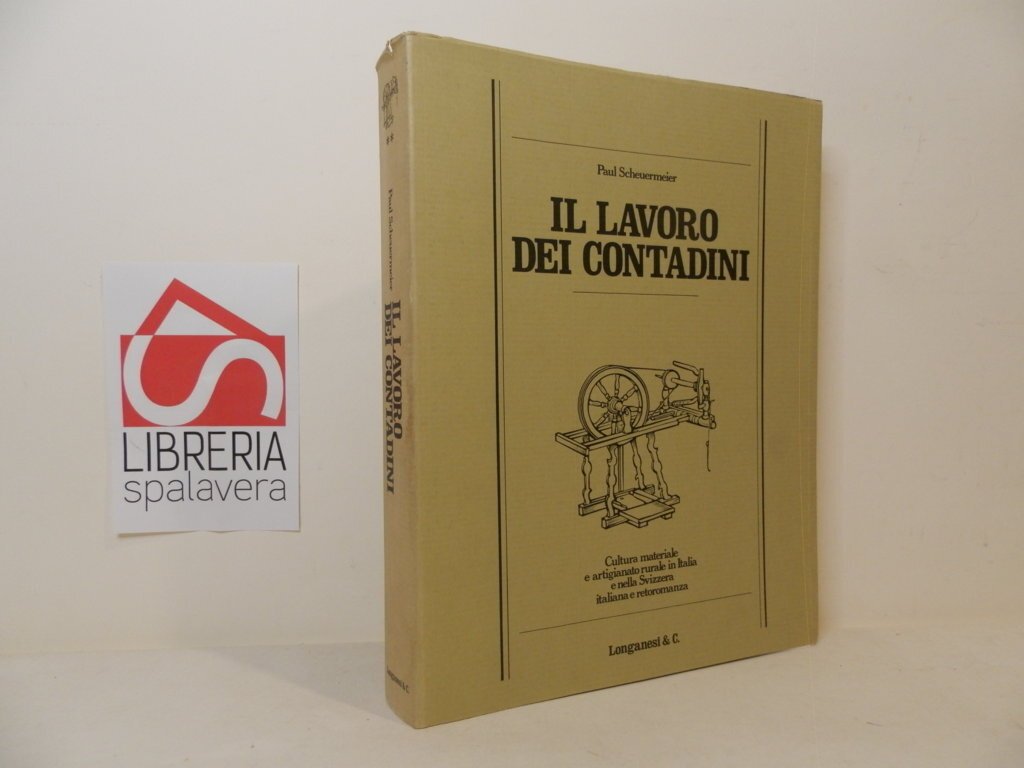 LIBRERIA
spalavera
**
Paul Scheuermeier
IL LAVORO
DEI CONTADINI
Longanesi & C.
Paul Scheuermeier
IL LAVORO
DEI CONTADINI
Cultura materiale
e artigianato rurale in Italia
e nella Svizzera
italiana e retoromanza
Longanesi & C.